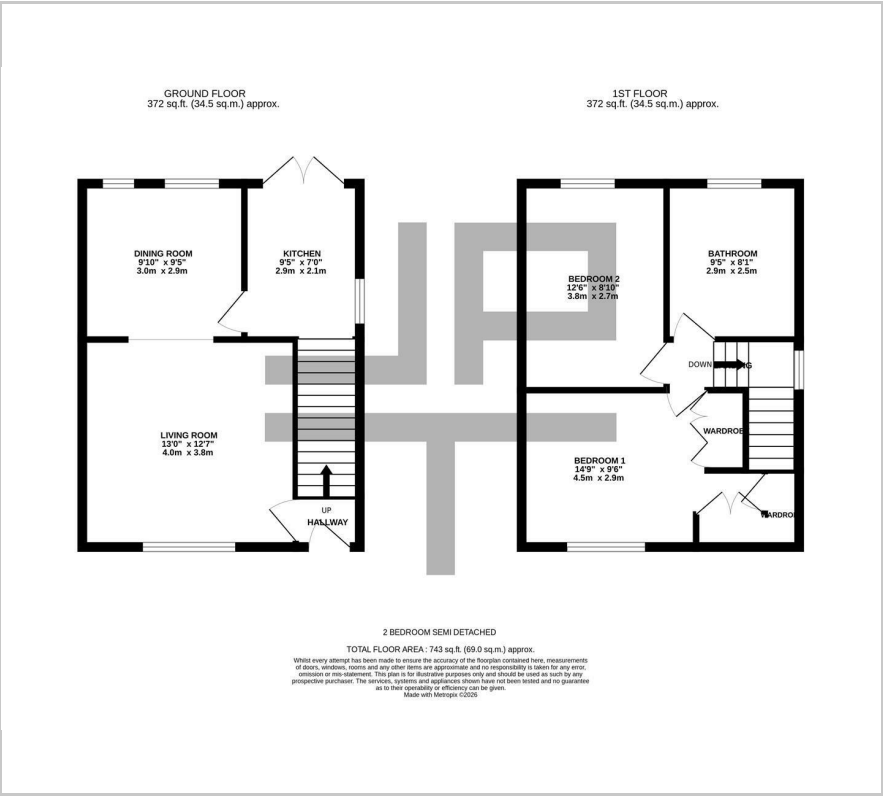 GROUND FLOOR
372 sq.ft. (34.5 sq.m.) approx.
1ST FLOOR
372 sq.ft. (34.5 sq.m.) approx.
DINING ROOM
9'10" x 9'5"
3.0m x 2.9m
KITCHEN
9'5" x 7'0"
2.9m x 2.1m
LIVING ROOM
13'0" x 12'7"
4.0m x 3.8m
UP
HALLWAY
BEDROOM 2
12'6" x 8'10"
3.8m x 2.7m
BATHROOM
9'5" x 8'1"
2.9m x 2.5m
DOWN
WARDROBE
BEDROOM 1
14'9" x 9'6"
4.5m x 2.9m
JP
T
2 BEDROOM SEMI DETACHED
TOTAL FLOOR AREA : 743 sq.ft. (69.0 sq.m.) approx.
Whilst every attempt has been made to ensure the accuracy of the floorplan contained here, measurements
of doors, windows, rooms and any other items are approximate and no responsibility is taken for any error,
omission or mis-statement. This plan is for illustrative purposes only and should be used as such by any
prospective purchaser. The services, systems and appliances shown have not been tested and no guarantee
as to their operability or efficiency can be given.
Made with Metropix ©2026